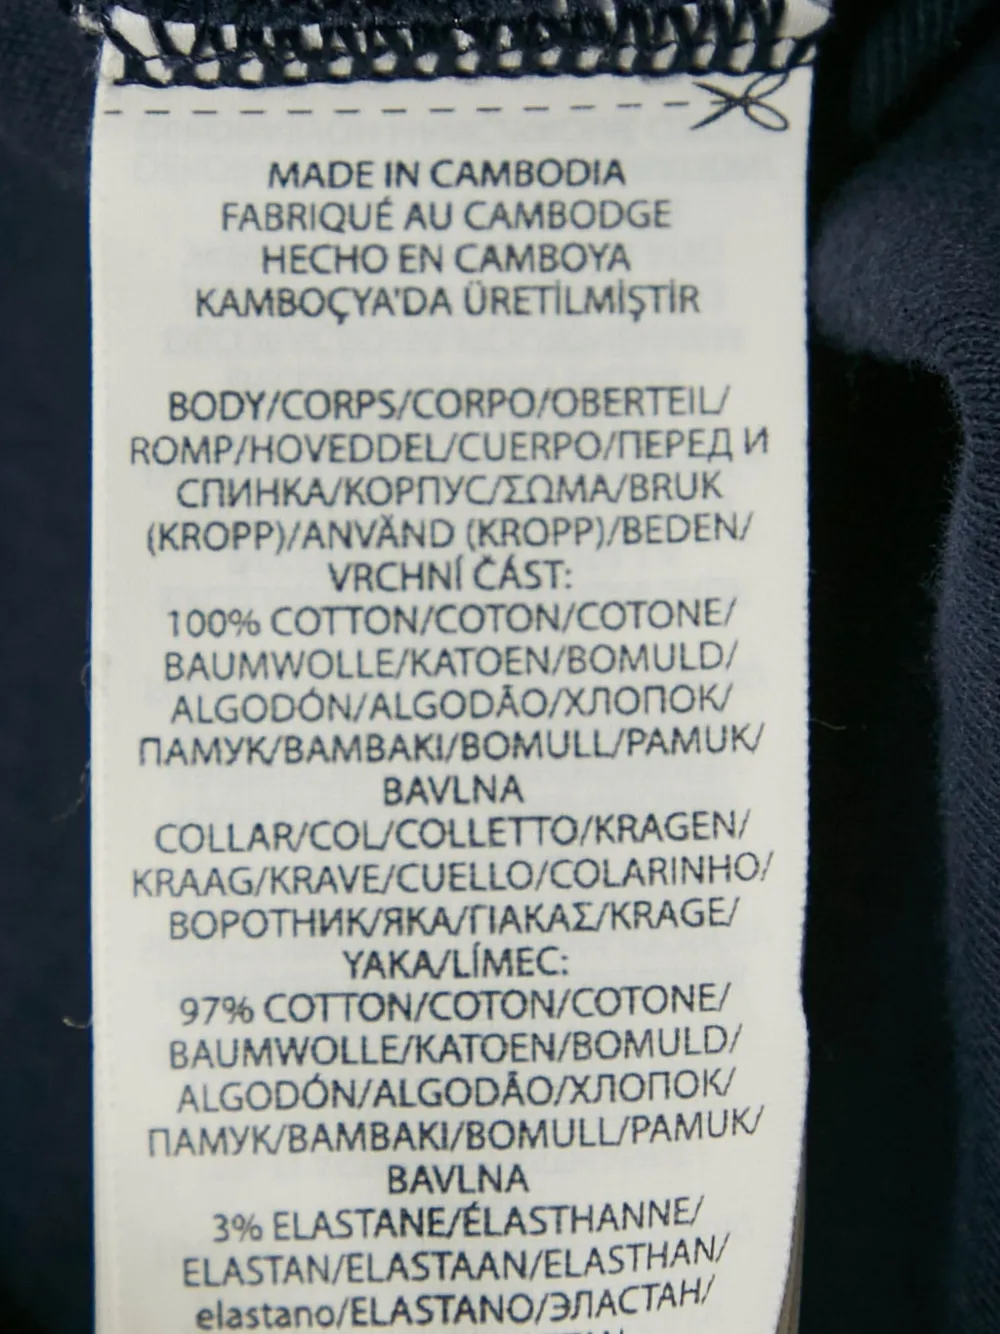 MADE IN CAMBODIA
FABRIQUÉ AU CAMBODGE
HECHO EN CAMBOYA
KAMBOÇYA'DA ÜRETİLMİŞTİR
BODY/CORPS/CORPO/OBERTEIL/
ROMP/HOVEDDEL/CUERPO/ПЕРЕД И
СПИНКА/КОРПУС/ΣΩΜΑ/BRUK
(KROPP)/ANVÄND (KROPP)/BEDEN/
VRCHNÍ ČÁST:
100% COTTON/COTON/COTONE/
BAUMWOLLE/KATOEN/BOMULD/
ALGODÓN/ALGODÃO/ХЛОПОК/
ПАМУК/BAMBAKI/BOMULL/PAMUK/
BAVLNA
COLLAR/COL/COLLETTO/KRAGEN/
KRAAG/KRAVE/CUELLO/COLARINHO/
ВОРОТНИК/ЯКА/ΓΙΑΚΑΣ/KRAGE/
YAKA/LÍMEC:
97% COTTON/COTON/COTONE/
BAUMWOLLE/KATOEN/BOMULD/
ALGODÓN/ALGODÃO/ХЛОПОК/
ПАМУК/BAMBAKI/BOMULL/PAMUK/
BAVLNA
3% ELASTANE/ÉLASTHANNE/
ELASTAN/ELASTAAN/ELASTHAN/
elastano/ELASTANO/ЭЛАСТАН/